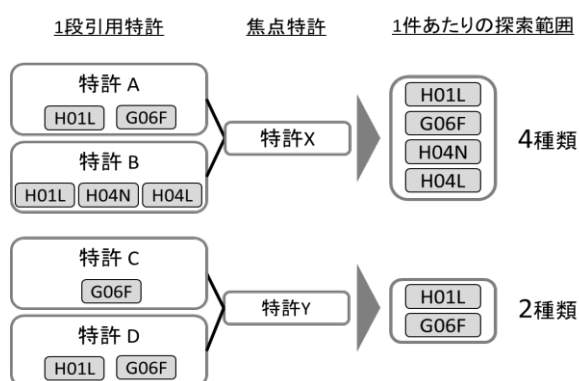 1段引用特許 焦点特許 1件あたりの探索範囲
特許 A
H01L G06F
特許 B
H01L H04N H04L
特許X
H01L
G06F
H04N
H04L
4種類
特許 C
G06F
特許 D
H01L G06F
特許Y
H01L
G06F
2種類